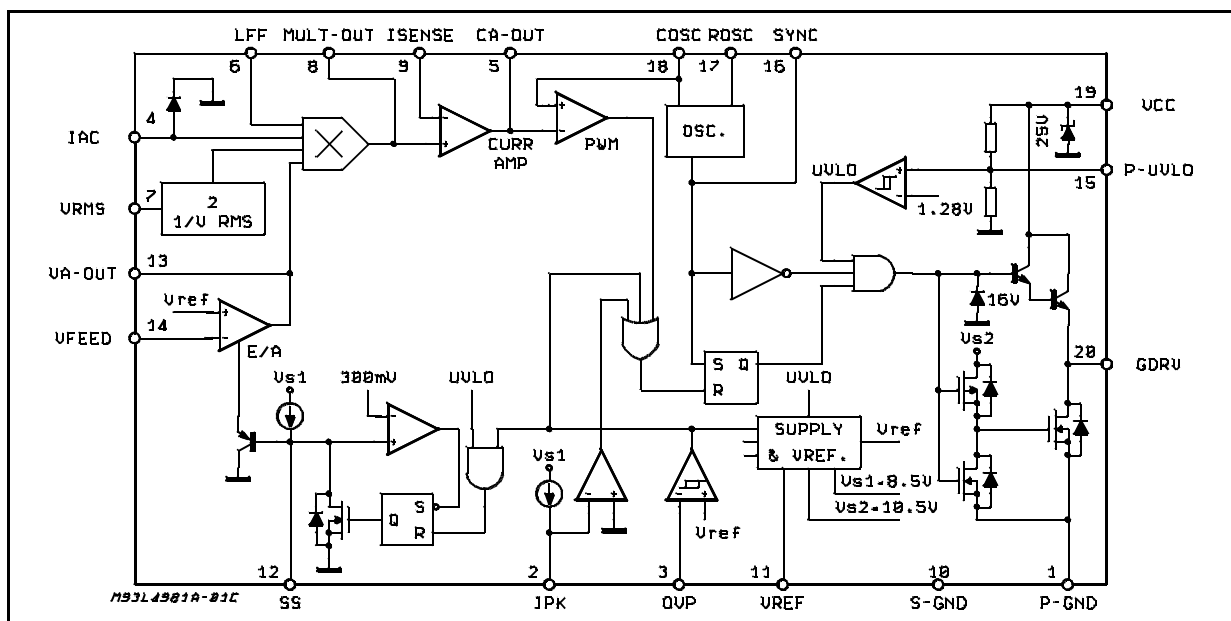 LFF MULT-OUT ISENSE CA-OUT COSC ROSC SYNC
6 8 9 5 18 17 16
19
VCC
4
IAC
OSC.
25V
CURR
AMP
PWM
UVLO
P-UVLO
15
7
2
1/V RMS
VRMS
1.28V
13
VA-OUT
Vref
16V
14
VFEED
E/A
Vs2
20
GDRV
S Q
R
Vs1
300mV
UVLO
UVLO
SUPPLY
& VREF.
Vref
Vs1
Vs1=8.5V
Vs2=10.5V
Q S
R
Vref
12 2 3 11 10 1
M93L4981A-01C
SS IPK OVP VREF S-GND P-GND